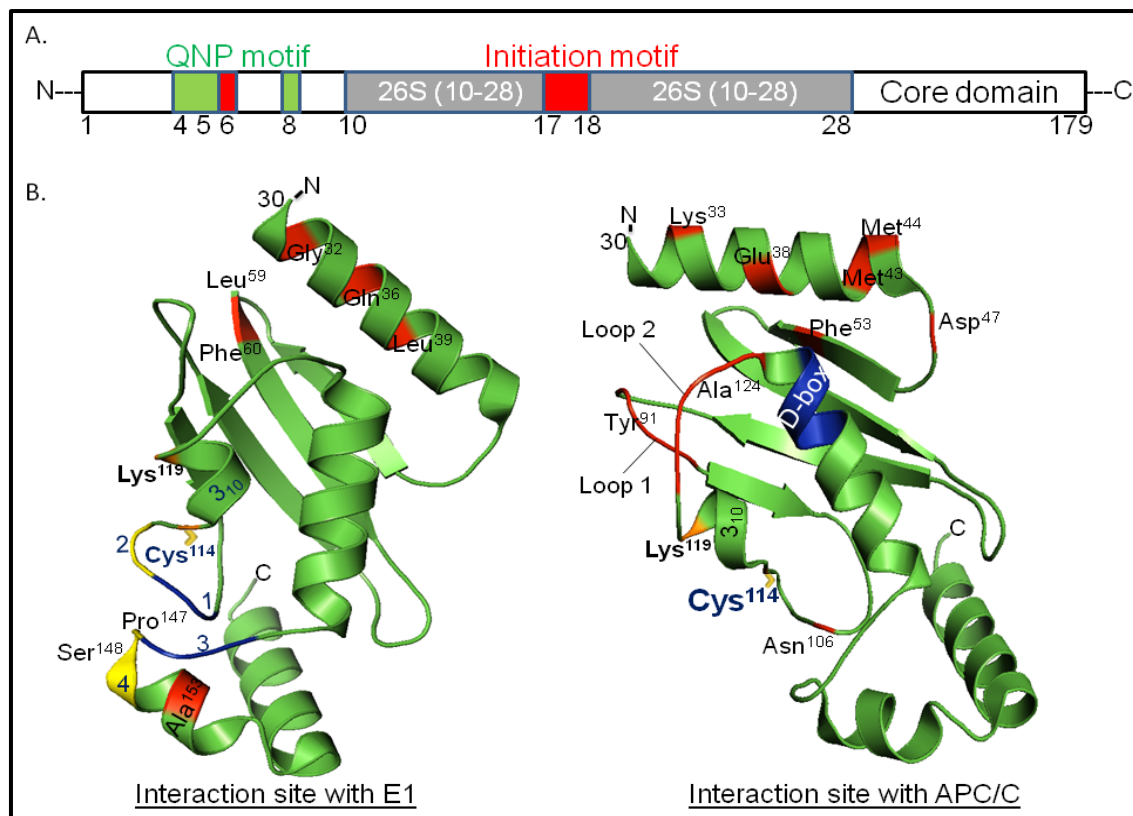 A.
QNP motif Initiation motif
N--- 26S (10-28) 26S (10-28) Core domain ---C
1 4 5 6 8 10 17 18 28 179
B.
30 N
Gly32
Leu59
Gln36
Phe60
Leu39
Lys119
310
2
Cys114
1
C
Pro147
3
Ser148
4
Ala153
Interaction site with E1
N
30
Lys33
Met44
Glu38
Met43
Asp47
Phe53
Loop 2
Ala124
D-box
Tyr91
Loop 1
Lys119
310
C
Cys114
Asn106
Interaction site with APC/C